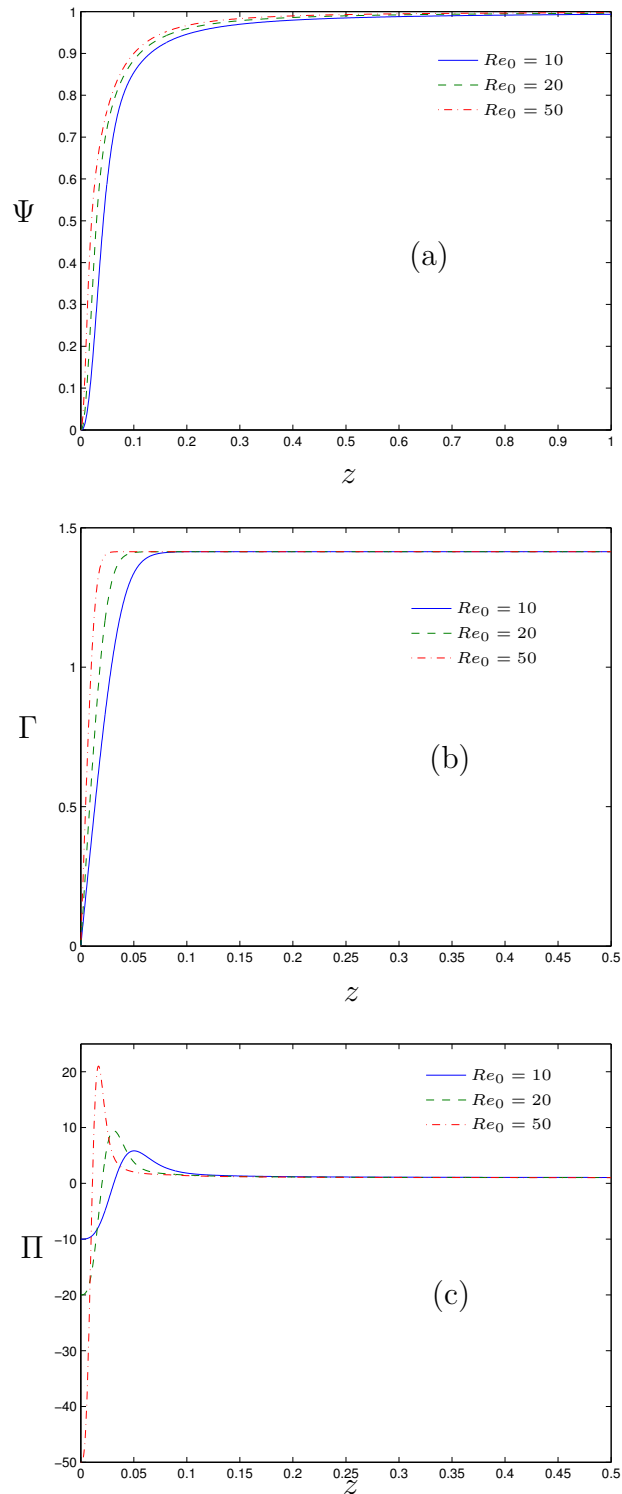 1
0.9
Re₀ = 10
Re₀ = 20
Re₀ = 50
0.8
0.7
0.6
Ψ
0.5
(a)
0.4
0.3
0.2
0.1
0
0 0.1 0.2 0.3 0.4 0.5 0.6 0.7 0.8 0.9 1
z
1.5
Re₀ = 10
Re₀ = 20
Re₀ = 50
1
Γ
(b)
0.5
0
0 0.05 0.1 0.15 0.2 0.25 0.3 0.35 0.4 0.45 0.5
z
20
Re₀ = 10
Re₀ = 20
Re₀ = 50
10
0
−10
Π
−20
(c)
−30
−40
−50
0 0.05 0.1 0.15 0.2 0.25 0.3 0.35 0.4 0.45 0.5
z